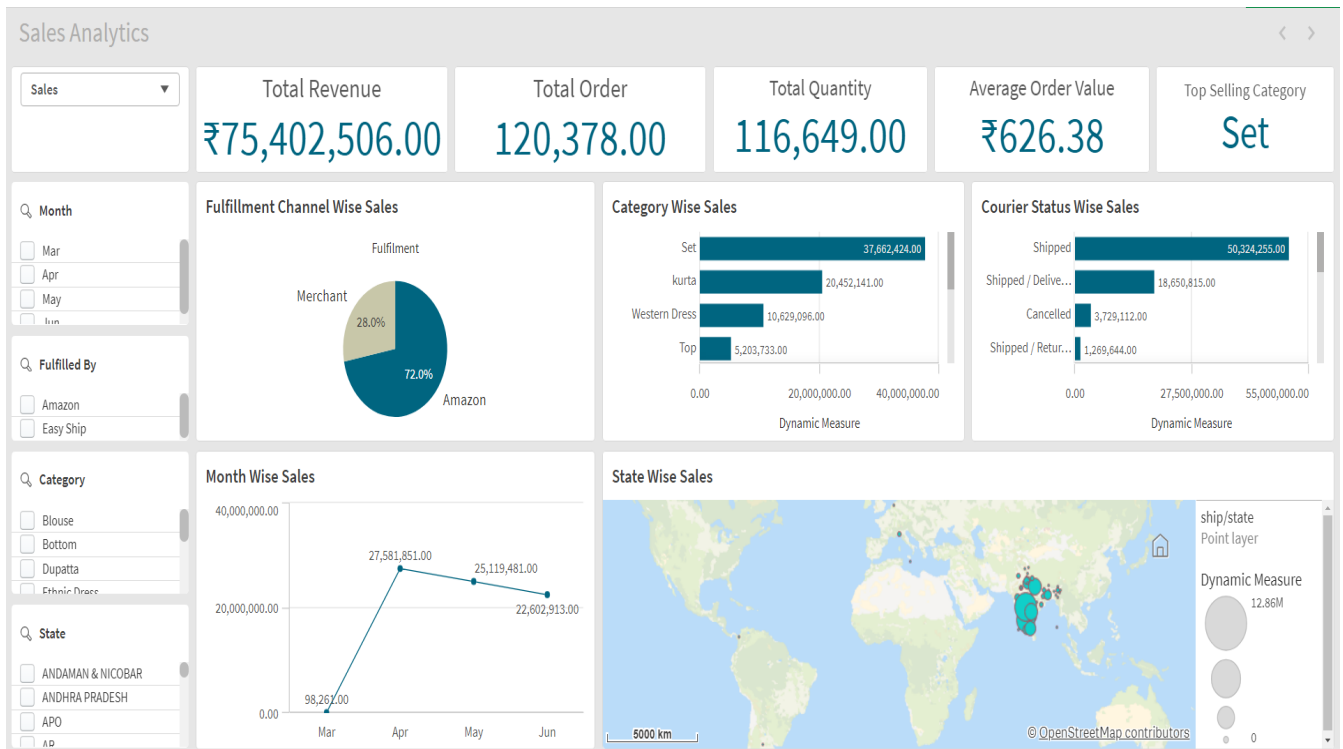 Sales Analytics
Sales
Total Revenue
₹75,402,506.00
Total Order
120,378.00
Total Quantity
116,649.00
Average Order Value
₹626.38
Top Selling Category
Set
Month
Mar
Apr
May
Jun
Fulfilled By
Amazon
Easy Ship
Category
Blouse
Bottom
Dupatta
Ethnic Dress
State
ANDAMAN & NICOBAR
ANDHRA PRADESH
APO
AR
Fulfillment Channel Wise Sales
Fulfilment
Merchant
28.0%
72.0%
Amazon
Category Wise Sales
Set 37,662,424.00
kurta 20,452,141.00
Western Dress 10,629,096.00
Top 5,203,733.00
0.00 20,000,000.00 40,000,000.00
Dynamic Measure
Courier Status Wise Sales
Shipped 50,324,255.00
Shipped / Delive... 18,650,815.00
Cancelled 3,729,112.00
Shipped / Retur... 1,269,644.00
0.00 27,500,000.00 55,000,000.00
Dynamic Measure
Month Wise Sales
40,000,000.00
27,581,851.00
25,119,481.00
20,000,000.00
22,602,913.00
98,261.00
0.00
Mar Apr May Jun
State Wise Sales
5000 km
© OpenStreetMap contributors
ship/state
Point layer
Dynamic Measure
12.86M
0